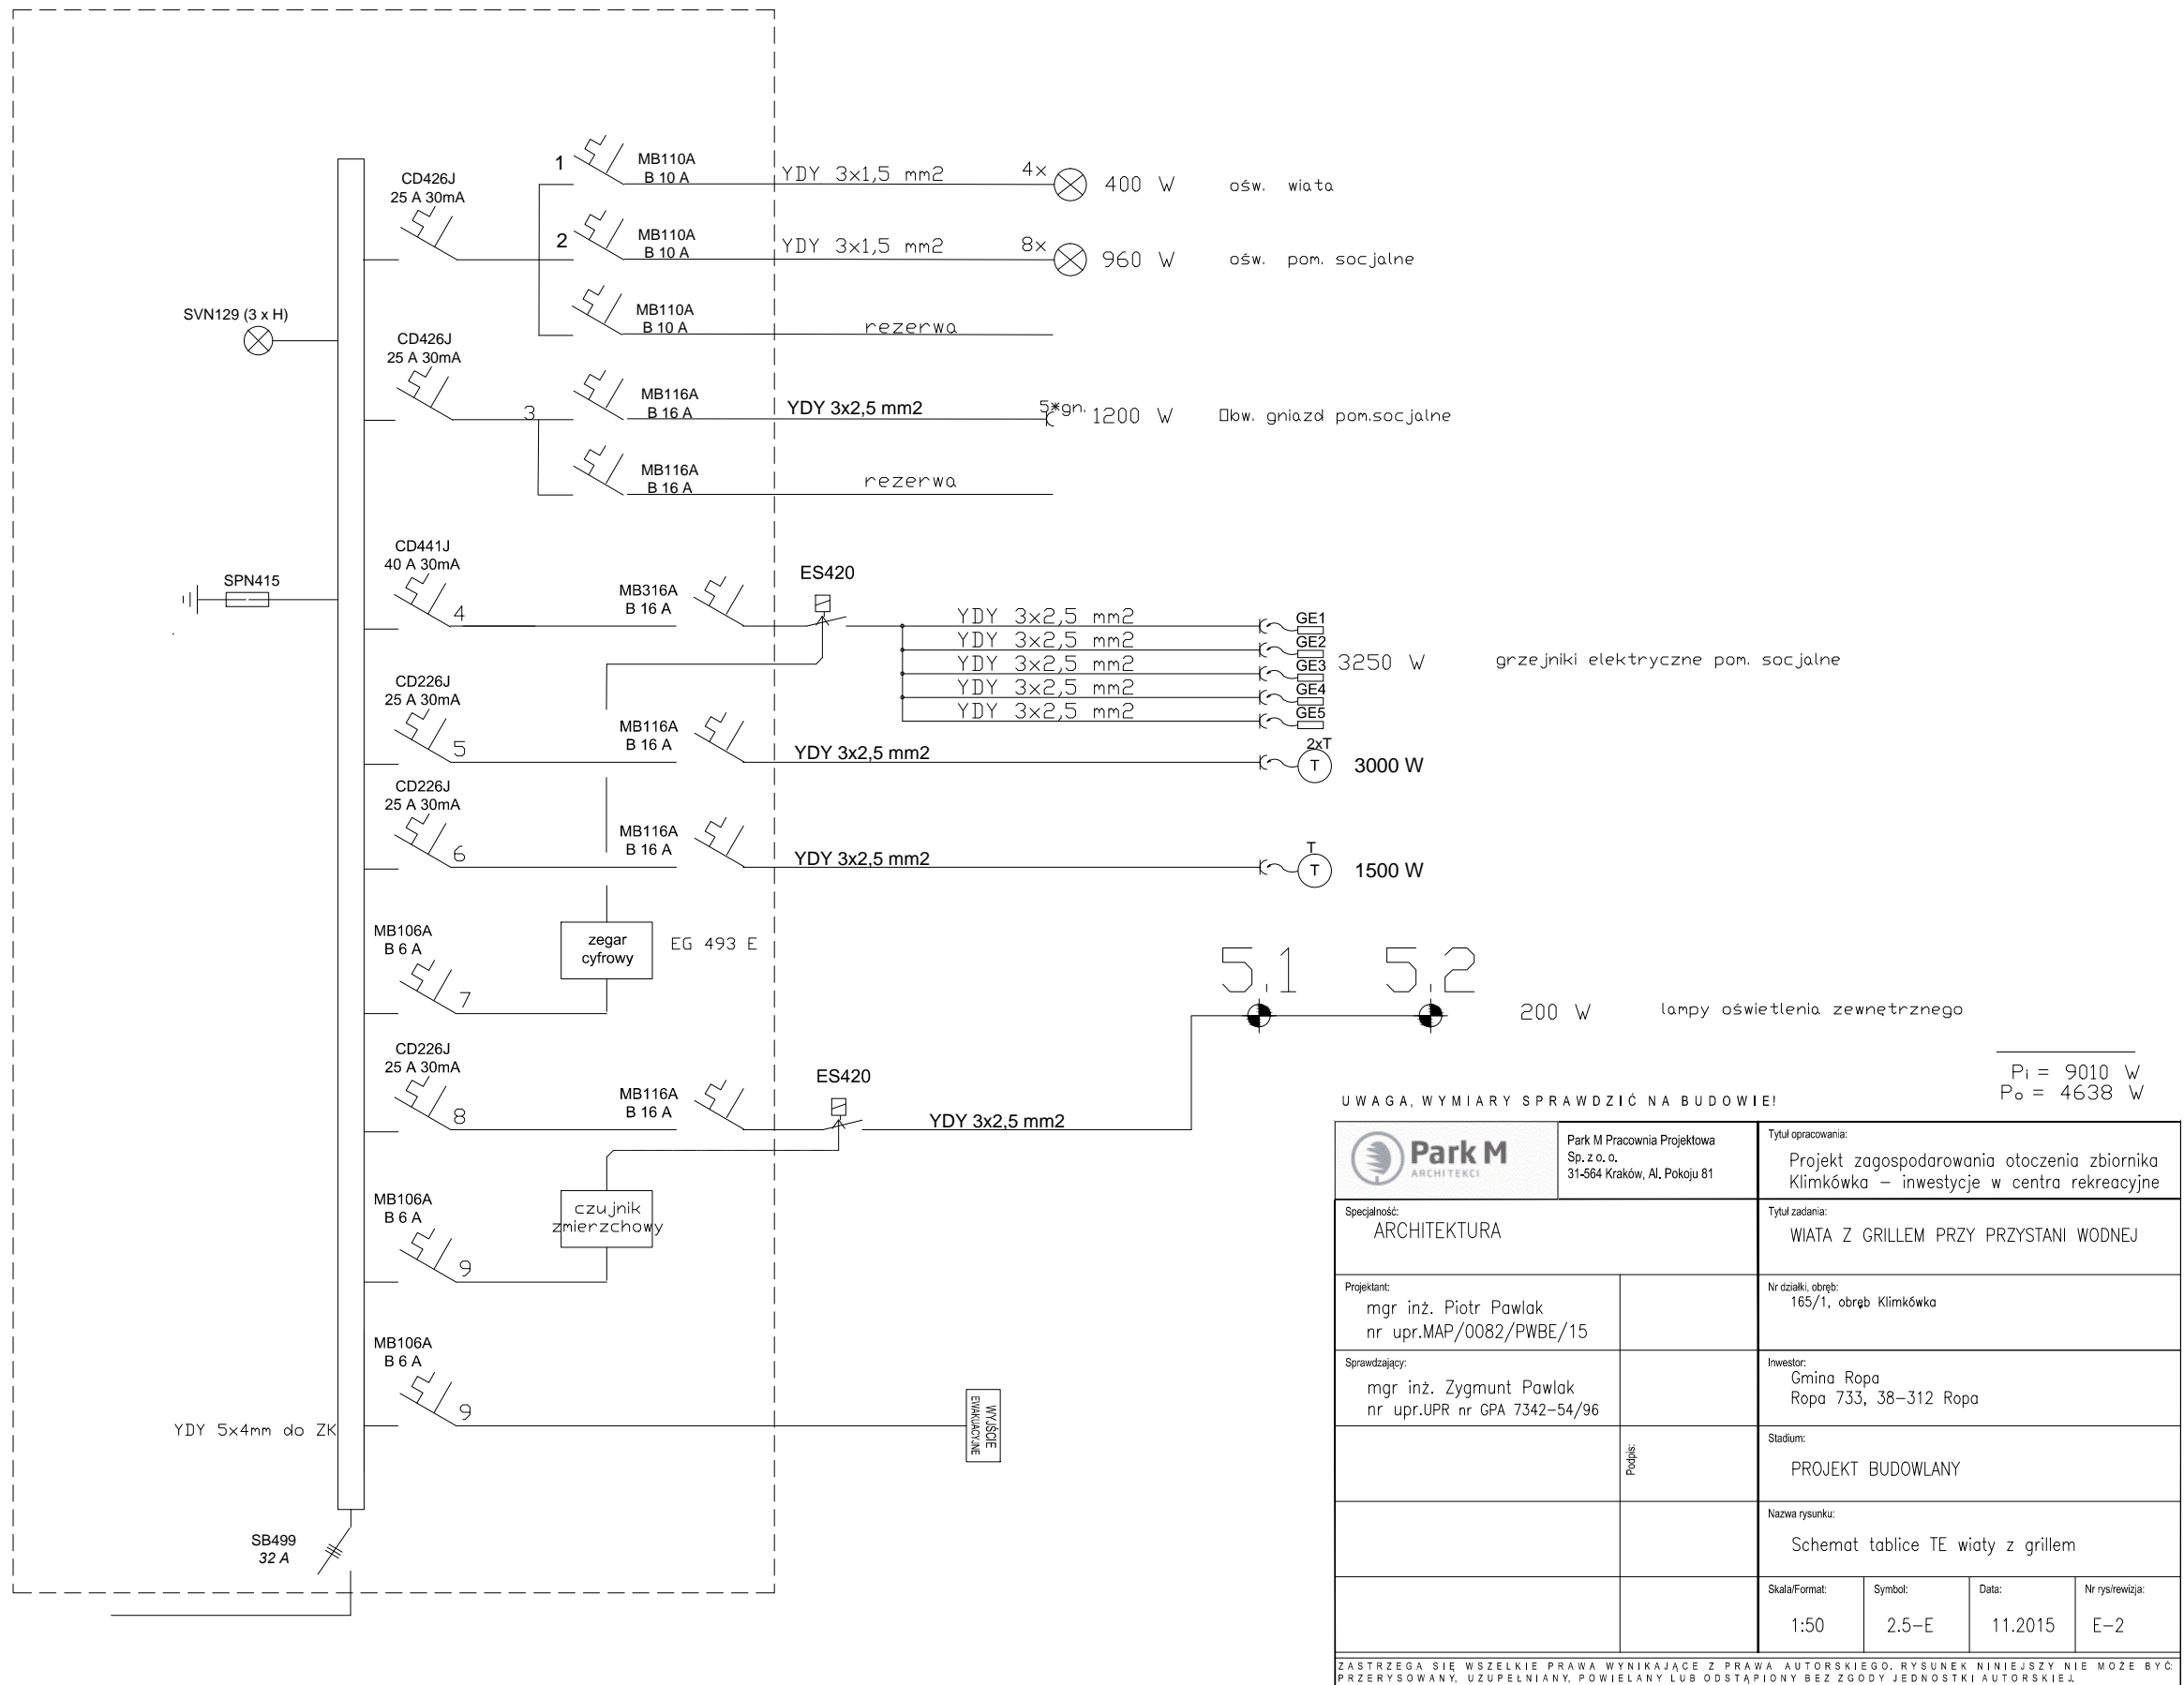 CD426J
25 A 30mA
1
MB110A
B 10 A
YDY 3x1,5 mm2
4x
400 W
ośw. wiata
2
MB110A
B 10 A
YDY 3x1,5 mm2
8x
960 W
ośw. pom. socjalne
MB110A
B 10 A
rezerwa
SVN129 (3 x H)
CD426J
25 A 30mA
3
MB116A
B 16 A
YDY 3x2,5 mm2
5*gn.
1200 W
Obw. gniazd pom.socjalne
MB116A
B 16 A
rezerwa
SPN415
CD441J
40 A 30mA
4
MB316A
B 16 A
ES420
YDY 3x2,5 mm2
GE1
YDY 3x2,5 mm2
GE2
YDY 3x2,5 mm2
GE3
YDY 3x2,5 mm2
GE4
YDY 3x2,5 mm2
GE5
3250 W
grzejniki elektryczne pom. socjalne
CD226J
25 A 30mA
5
MB116A
B 16 A
YDY 3x2,5 mm2
2xT
T
3000 W
CD226J
25 A 30mA
6
MB116A
B 16 A
YDY 3x2,5 mm2
T
T
1500 W
MB106A
B 6 A
7
zegar
cyfrowy
EG 493 E
5.1
5.2
200 W
lampy oświetlenia zewnętrznego
CD226J
25 A 30mA
8
MB116A
B 16 A
ES420
YDY 3x2,5 mm2
MB106A
B 6 A
9
czujnik
zmierzchowy
MB106A
B 6 A
9
WYJŚCIE
EWAKUACYJNE
YDY 5x4mm do ZK
SB499
32 A
Pi = 9010 W
Po = 4638 W
UWAGA, WYMIARY SPRAWDZIĆ NA BUDOWIE!
Park M
ARCHITEKCI
Park M Pracownia Projektowa
Sp. z o. o.
31-564 Kraków, Al. Pokoju 81
Tytuł opracowania:
Projekt zagospodarowania otoczenia zbiornika
Klimkówka – inwestycje w centra rekreacyjne
Specjalność:
ARCHITEKTURA
Tytuł zadania:
WIATA Z GRILLEM PRZY PRZYSTANI WODNEJ
Projektant:
mgr inż. Piotr Pawlak
nr upr.MAP/0082/PWBE/15
Nr działki, obręb:
165/1, obręb Klimkówka
Sprawdzający:
mgr inż. Zygmunt Pawlak
nr upr.UPR nr GPA 7342-54/96
Inwestor:
Gmina Ropa
Ropa 733, 38-312 Ropa
Podpis:
Stadium:
PROJEKT BUDOWLANY
Nazwa rysunku:
Schemat tablice TE wiaty z grillem
Skala/Format:
1:50
Symbol:
2.5-E
Data:
11.2015
Nr rys/rewizja:
E-2
ZASTRZEGA SIĘ WSZELKIE PRAWA WYNIKAJĄCE Z PRAWA AUTORSKIEGO. RYSUNEK NINIEJSZY NIE MOŻE BYĆ
PRZERYSOWANY, UZUPEŁNIANY, POWIELANY LUB ODSTĄPIONY BEZ ZGODY JEDNOSTKI AUTORSKIEJ.